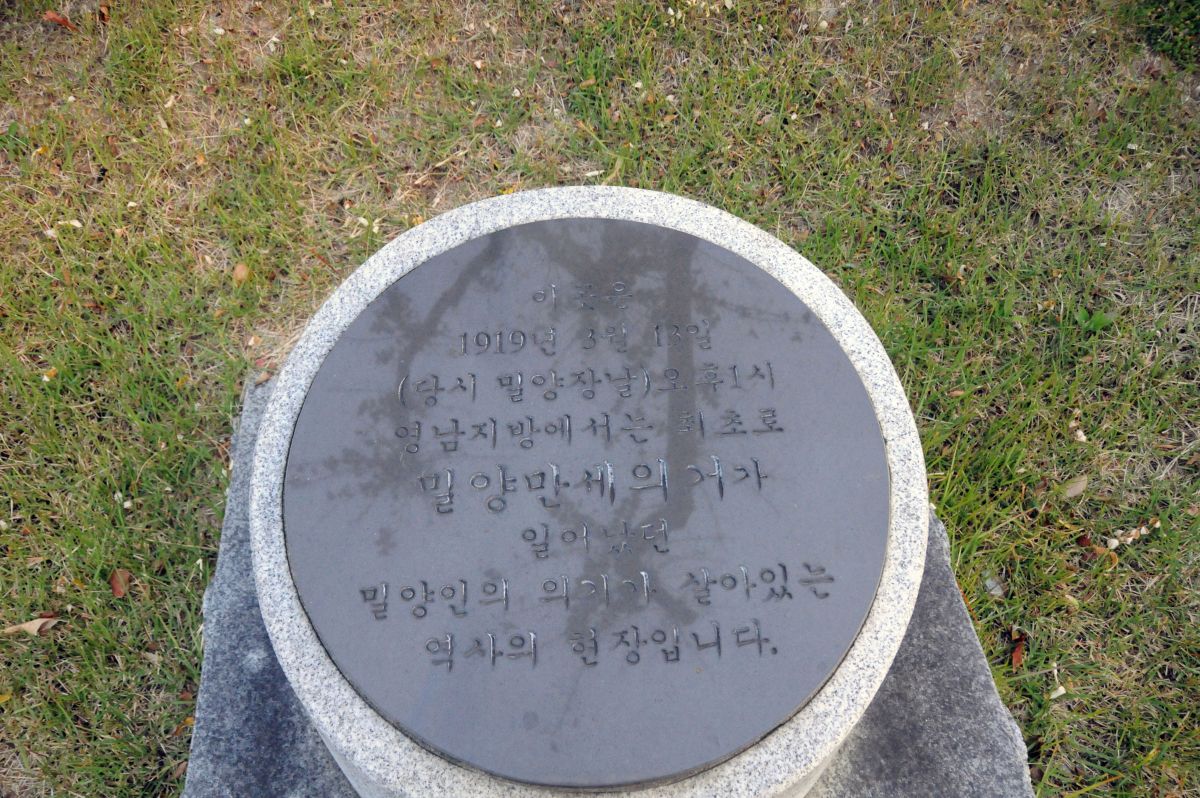 이곳은
1919년 3월 13일
(당시 밀양장날)오후1시
영남지방에서는 최초로
밀양만세의거가
일어났던
밀양인의 의기가 살아있는
역사의 현장입니다.